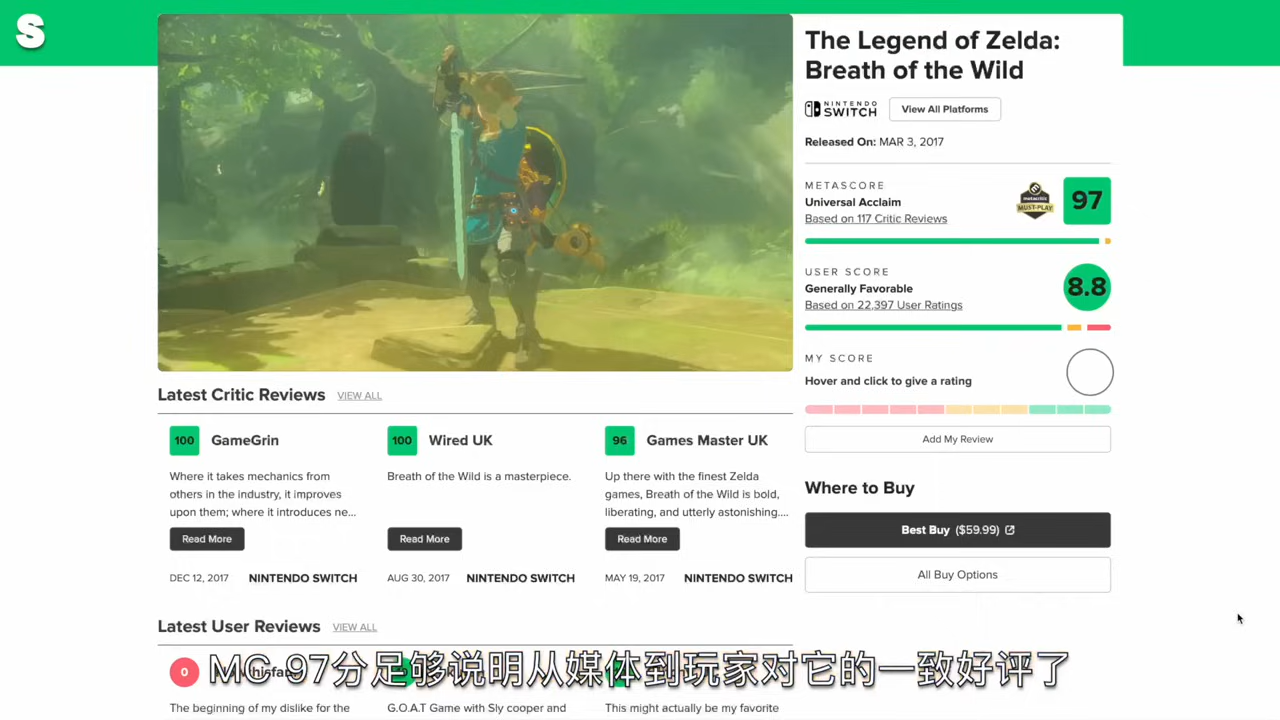 S
The Legend of Zelda:
Breath of the Wild
NINTENDO
SWITCH
View All Platforms
Released On: MAR 3, 2017
METASCORE
Universal Acclaim
Based on 117 Critic Reviews
metacritic
MUST-PLAY
97
USER SCORE
Generally Favorable
Based on 22,397 User Ratings
8.8
MY SCORE
Hover and click to give a rating
Add My Review
Where to Buy
Best Buy ($59.99)
All Buy Options
Latest Critic Reviews VIEW ALL
100 GameGrin
Where it takes mechanics from
others in the industry, it improves
upon them; where it introduces ne...
Read More
DEC 12, 2017 NINTENDO SWITCH
100 Wired UK
Breath of the Wild is a masterpiece.
Read More
AUG 30, 2017 NINTENDO SWITCH
96 Games Master UK
Up there with the finest Zelda
games, Breath of the Wild is bold,
liberating, and utterly astonishing....
Read More
MAY 19, 2017 NINTENDO SWITCH
Latest User Reviews VIEW ALL
0
The beginning of my dislike for the
G.O.A.T Game with Sly cooper and
This might actually be my favorite
MC 97分足够说明从媒体到玩家对它的一致好评了